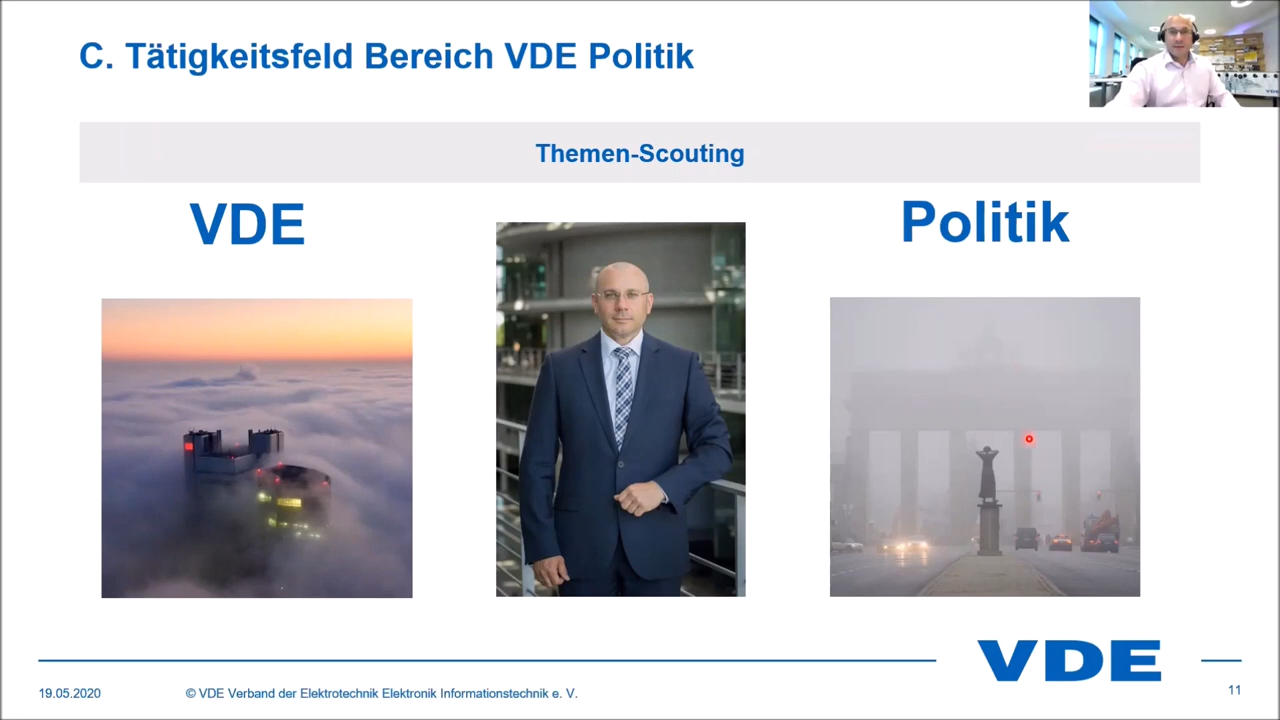 C. Tätigkeitsfeld Bereich VDE Politik
Themen-Scouting
VDE
Politik
VDE
19.05.2020
© VDE Verband der Elektrotechnik Elektronik Informationstechnik e. V.
11